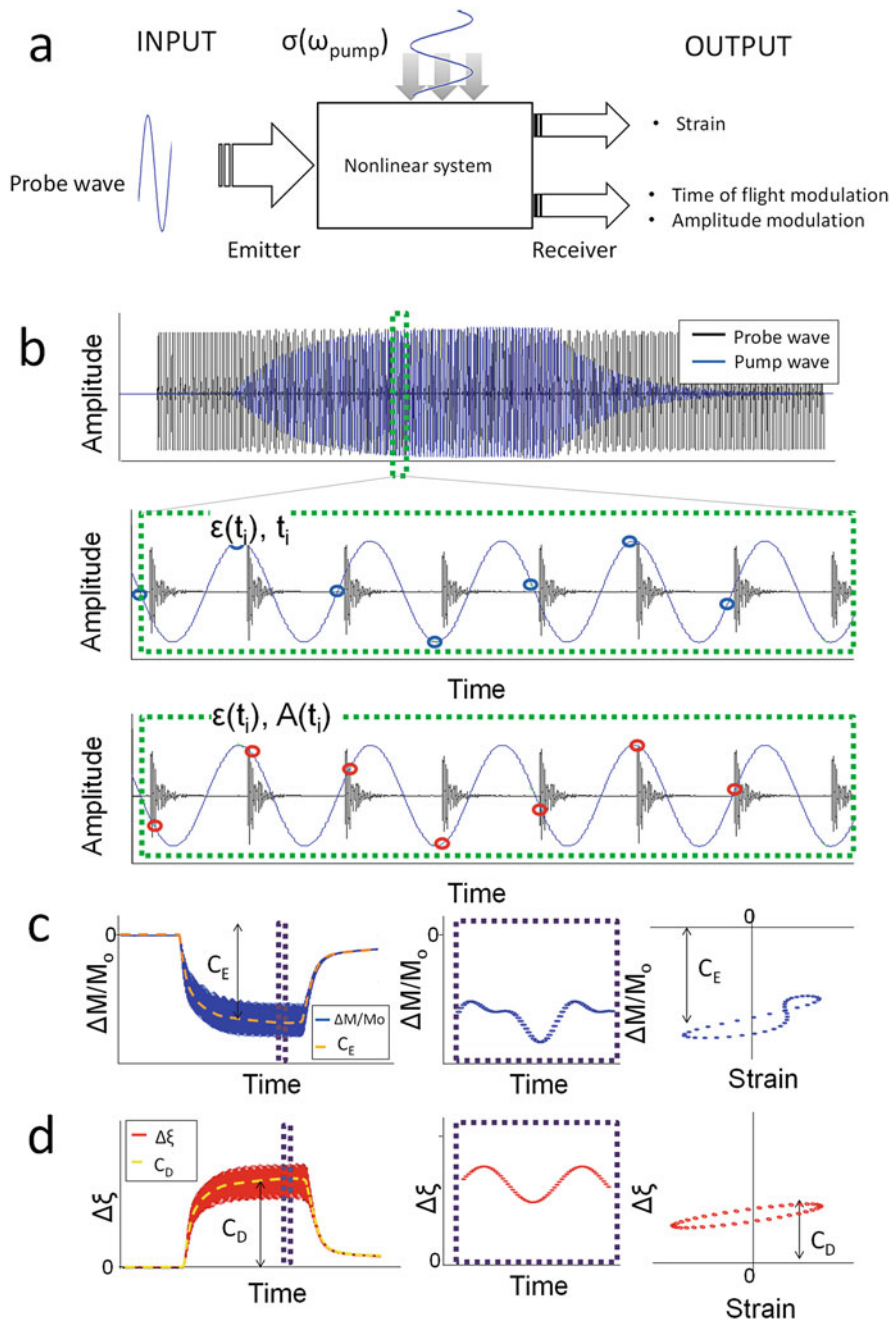 a
INPUT
σ(ω_pump)
OUTPUT
Probe wave
Nonlinear system
• Strain
• Time of flight modulation
• Amplitude modulation
Emitter
Receiver
b
Amplitude
Probe wave
Pump wave
Amplitude
ε(t_i), t_i
Time
Amplitude
ε(t_i), A(t_i)
Time
c
0
ΔM/M_o
C_E
ΔM/Mo
C_E
Time
0
ΔM/M_o
Time
0
ΔM/M_o
C_E
Strain
d
Δξ
C_D
Δξ
0
C_D
Time
Δξ
0
Time
Δξ
C_D
0
Strain